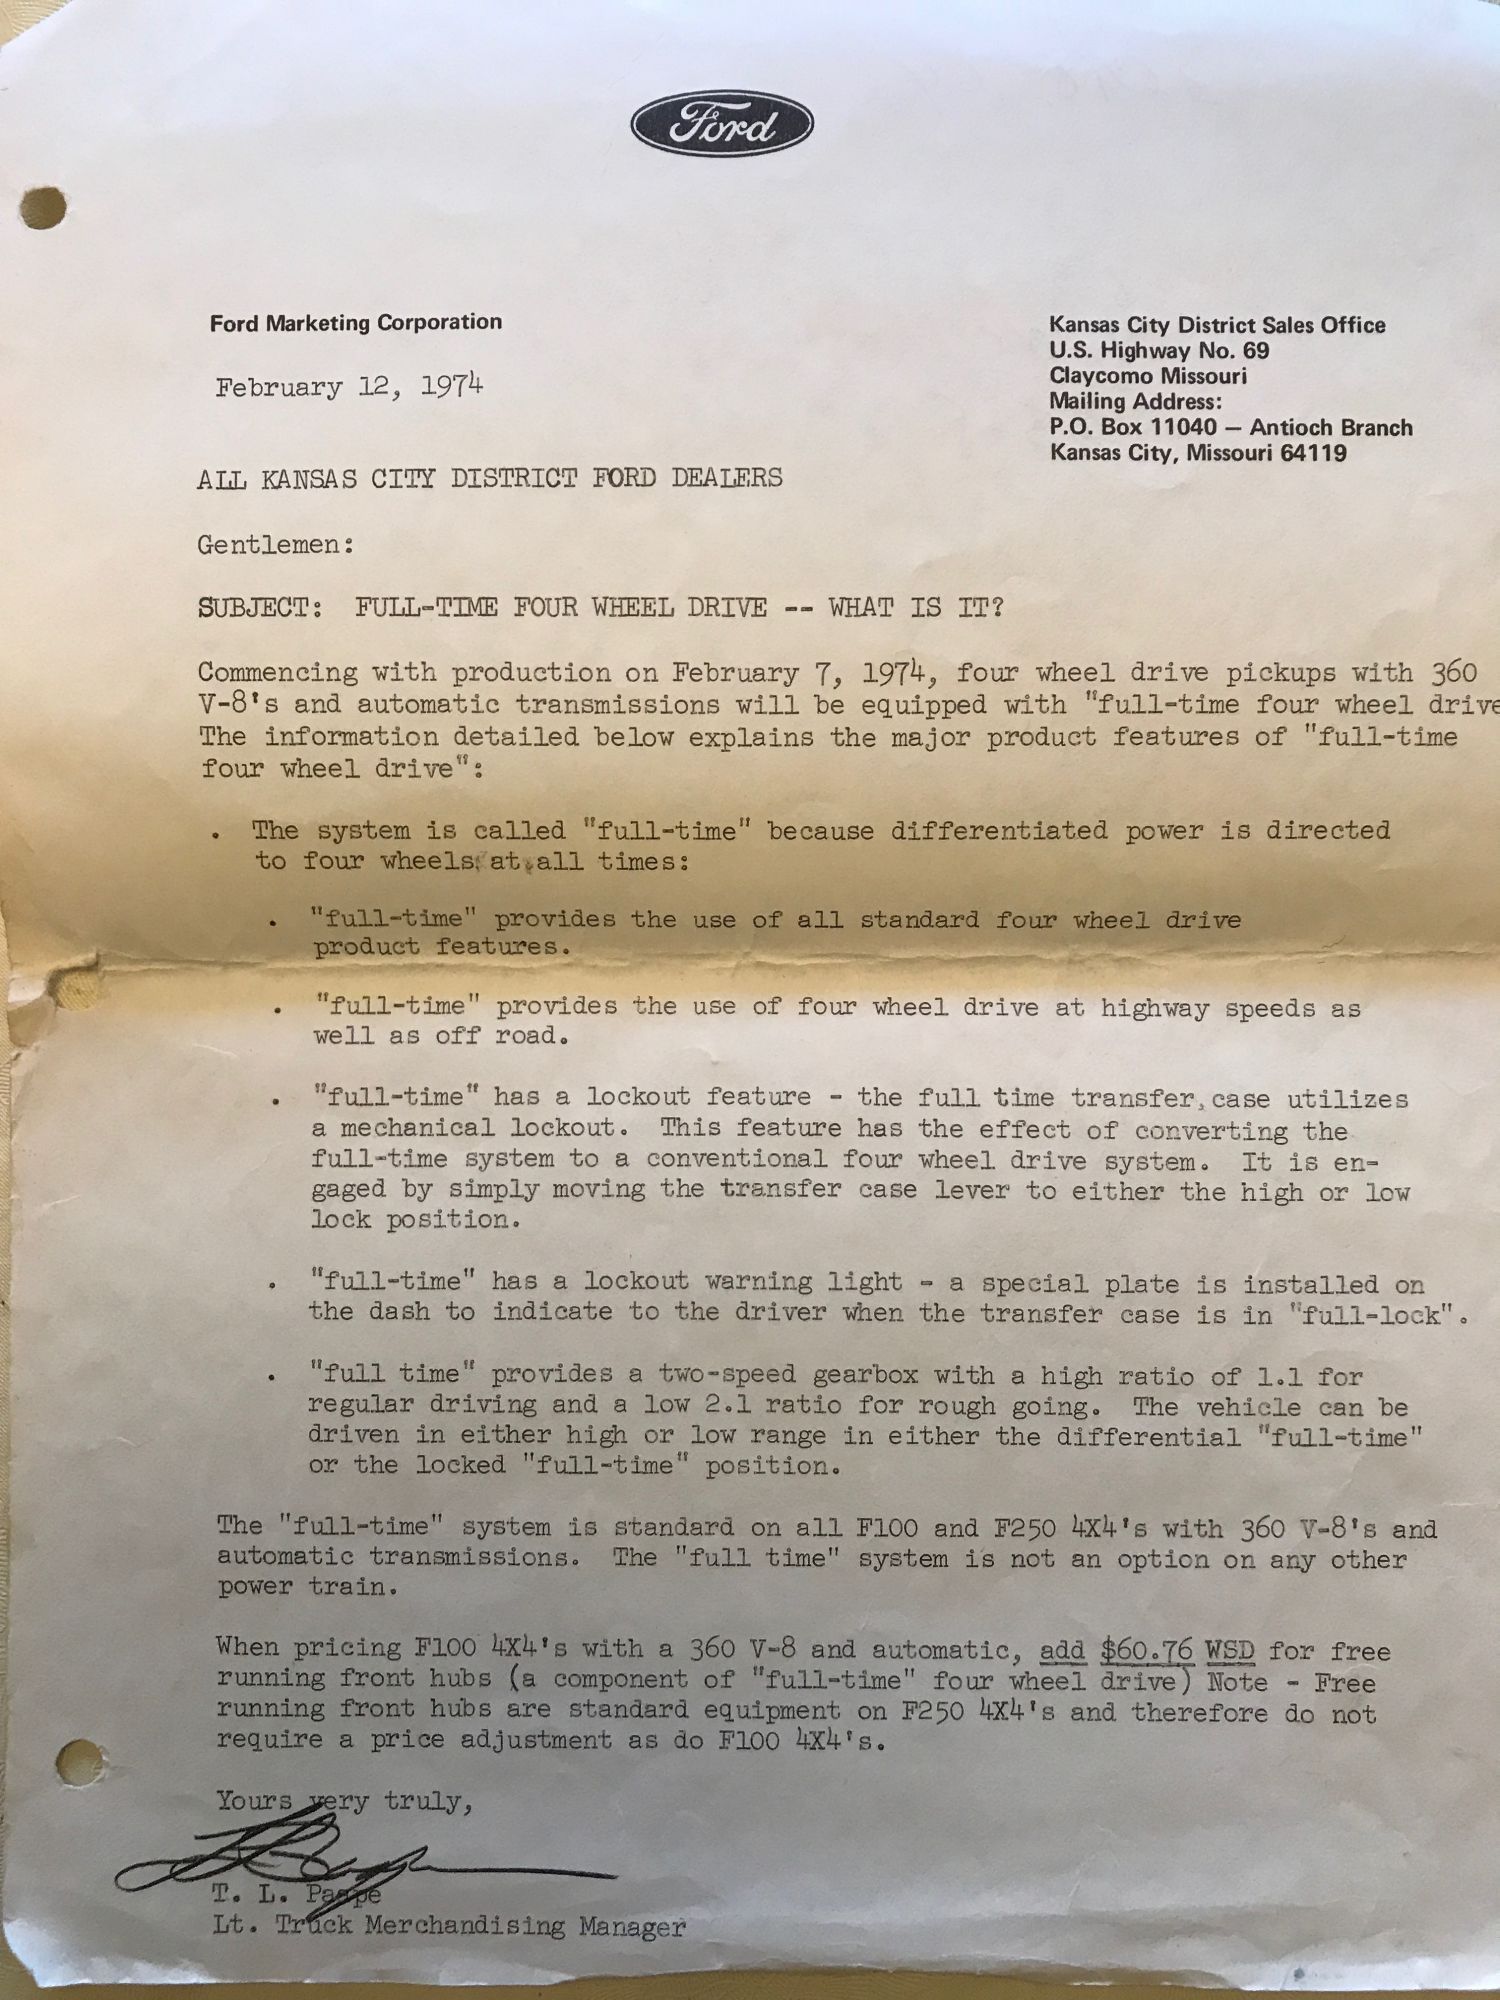 Ford
Ford Marketing Corporation
Kansas City District Sales Office
U.S. Highway No. 69
Claycomo Missouri
Mailing Address:
P.O. Box 11040 — Antioch Branch
Kansas City, Missouri 64119
February 12, 1974
ALL KANSAS CITY DISTRICT FORD DEALERS
Gentlemen:
SUBJECT: FULL-TIME FOUR WHEEL DRIVE -- WHAT IS IT?
Commencing with production on February 7, 1974, four wheel drive pickups with 360
V-8's and automatic transmissions will be equipped with "full-time four wheel drive
The information detailed below explains the major product features of "full-time
four wheel drive":
. The system is called "full-time" because differentiated power is directed
to four wheels at all times:
. "full-time" provides the use of all standard four wheel drive
product features.
. "full-time" provides the use of four wheel drive at highway speeds as
well as off road.
. "full-time" has a lockout feature - the full time transfer case utilizes
a mechanical lockout. This feature has the effect of converting the
full-time system to a conventional four wheel drive system. It is en-
gaged by simply moving the transfer case lever to either the high or low
lock position.
. "full-time" has a lockout warning light - a special plate is installed on
the dash to indicate to the driver when the transfer case is in "full-lock".
. "full time" provides a two-speed gearbox with a high ratio of 1.1 for
regular driving and a low 2.1 ratio for rough going. The vehicle can be
driven in either high or low range in either the differential "full-time"
or the locked "full-time" position.
The "full-time" system is standard on all F100 and F250 4X4's with 360 V-8's and
automatic transmissions. The "full time" system is not an option on any other
power train.
When pricing F100 4X4's with a 360 V-8 and automatic, add $60.76 WSD for free
running front hubs (a component of "full-time" four wheel drive) Note - Free
running front hubs are standard equipment on F250 4X4's and therefore do not
require a price adjustment as do F100 4X4's.
Yours very truly,
T. L.
Lt. Truck Merchandising Manager